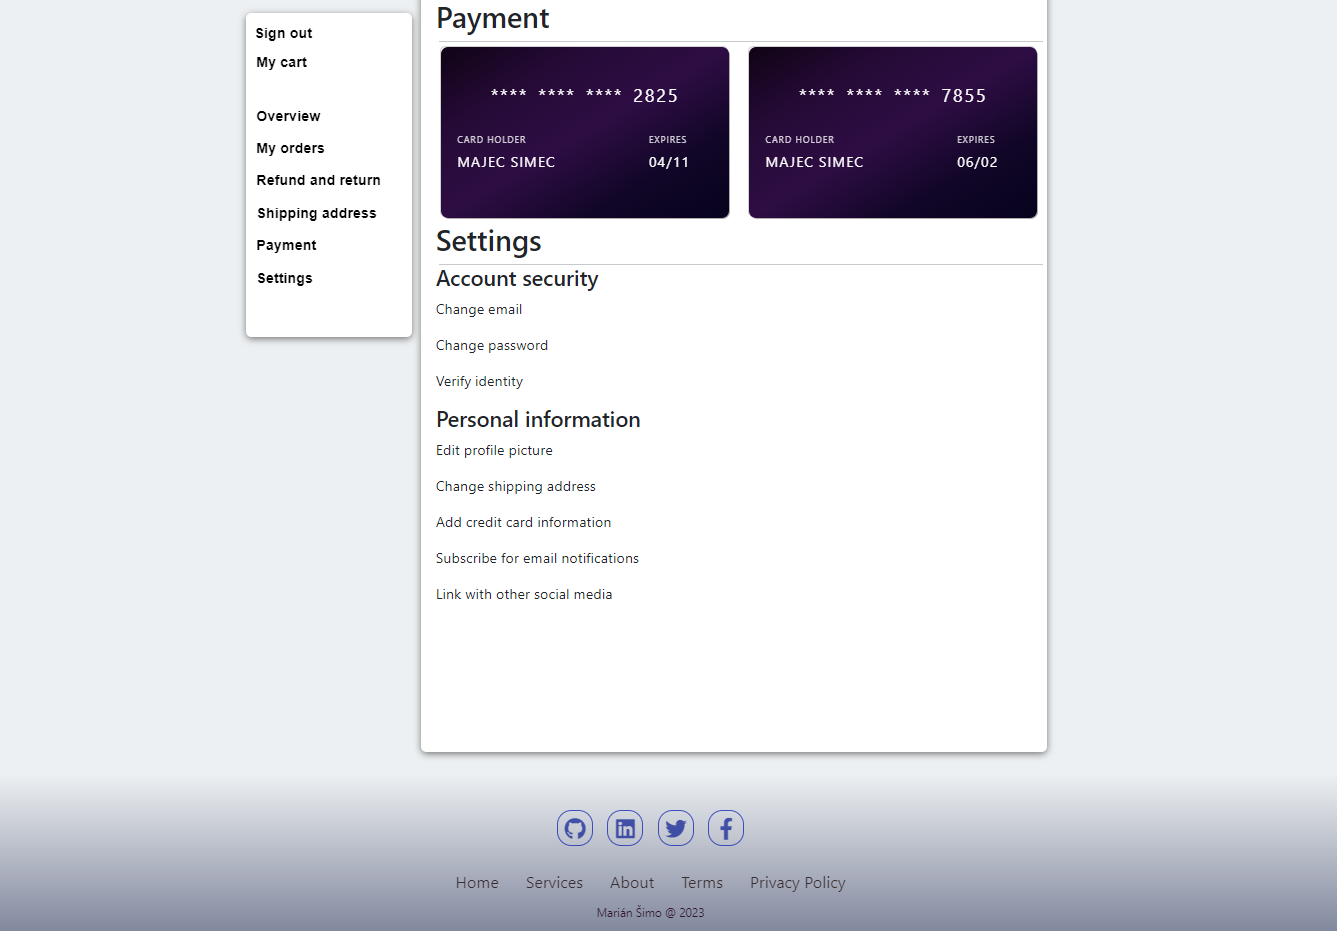 Sign out
My cart
Overview
My orders
Refund and return
Shipping address
Payment
Settings
Payment
**** **** **** 2825
CARD HOLDER EXPIRES
MAJEC SIMEC 04/11
**** **** **** 7855
CARD HOLDER EXPIRES
MAJEC SIMEC 06/02
Settings
Account security
Change email
Change password
Verify identity
Personal information
Edit profile picture
Change shipping address
Add credit card information
Subscribe for email notifications
Link with other social media
Home Services About Terms Privacy Policy
Marián Šimo @ 2023